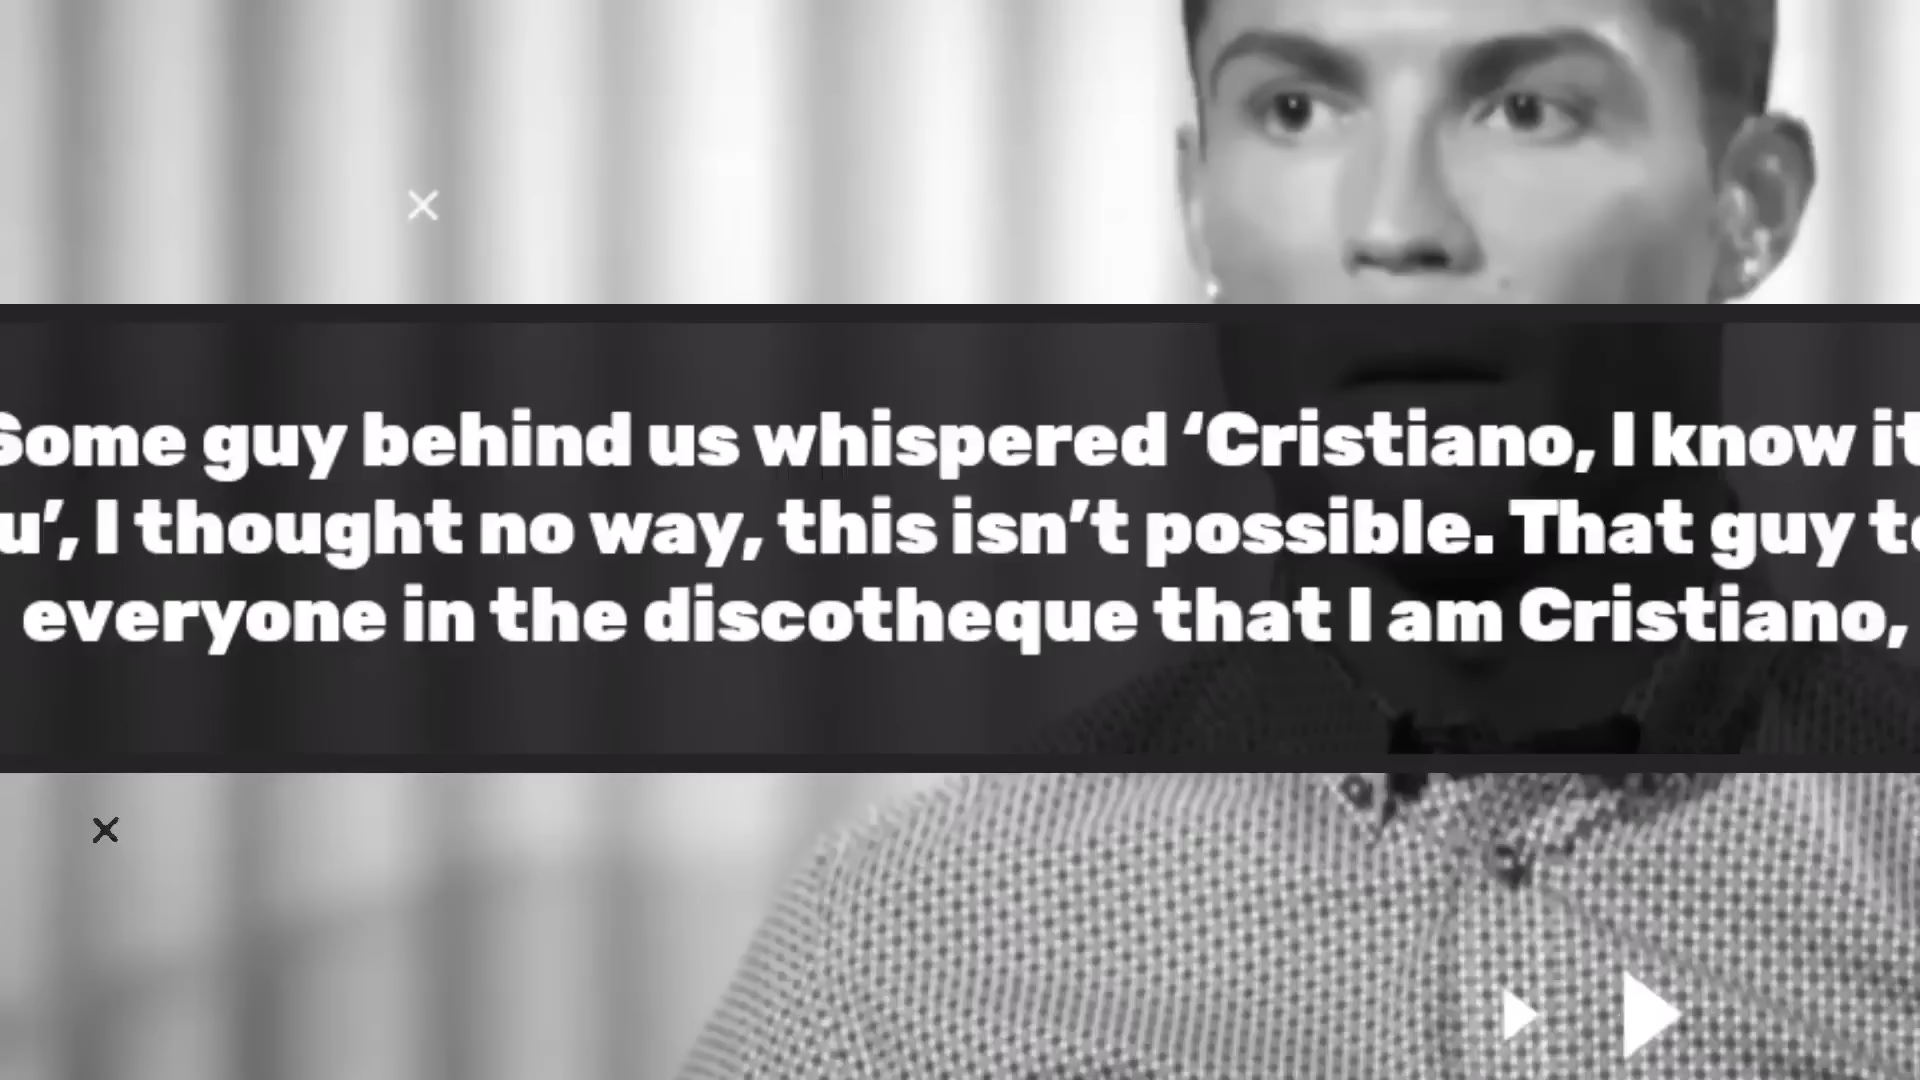 Some guy behind us whispered ‘Cristiano, I know it
u’, I thought no way, this isn’t possible. That guy
everyone in the discotheque that I am Cristiano,